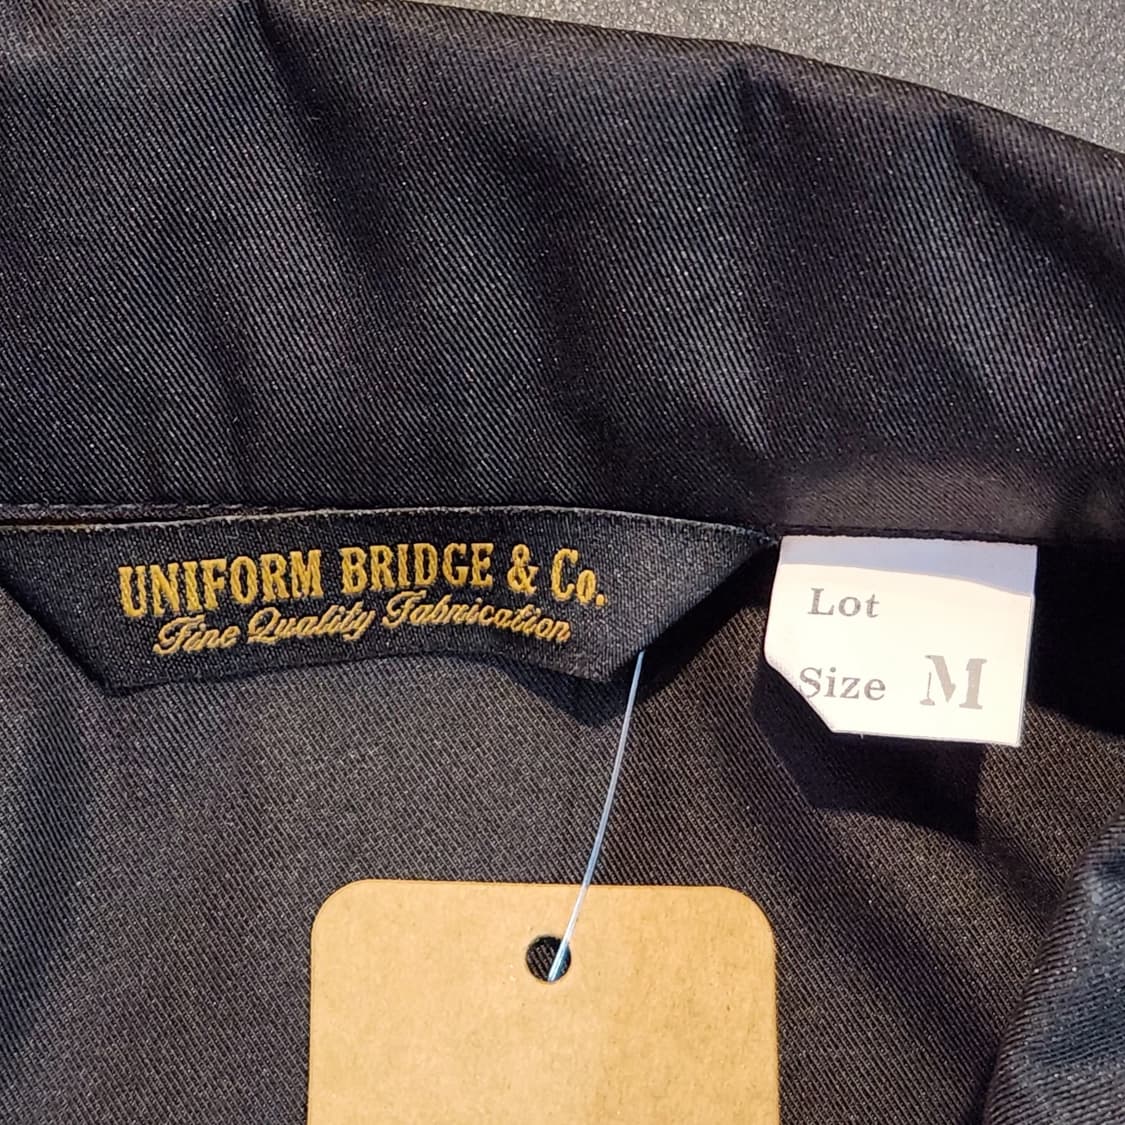 UNIFORM BRIDGE & Co.
Fine Quality Fabrication
Lot
Size M